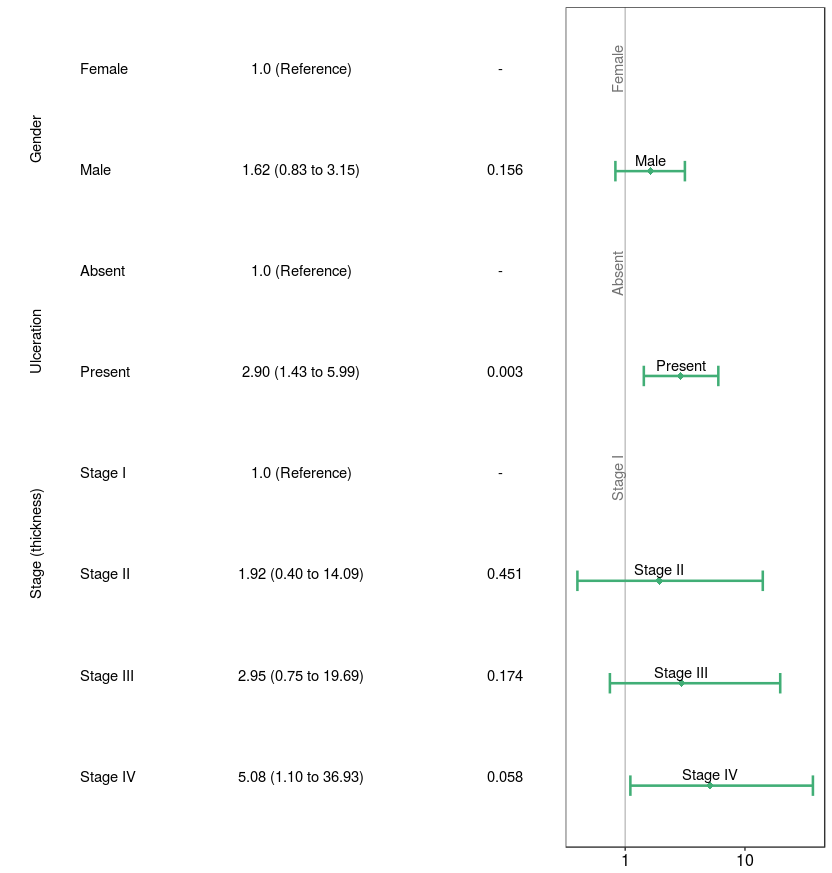 Gender
Female 1.0 (Reference) - Female
Male 1.62 (0.83 to 3.15) 0.156 Male
Ulceration
Absent 1.0 (Reference) - Absent
Present 2.90 (1.43 to 5.99) 0.003 Present
Stage (thickness)
Stage I 1.0 (Reference) - Stage I
Stage II 1.92 (0.40 to 14.09) 0.451 Stage II
Stage III 2.95 (0.75 to 19.69) 0.174 Stage III
Stage IV 5.08 (1.10 to 36.93) 0.058 Stage IV
1 10